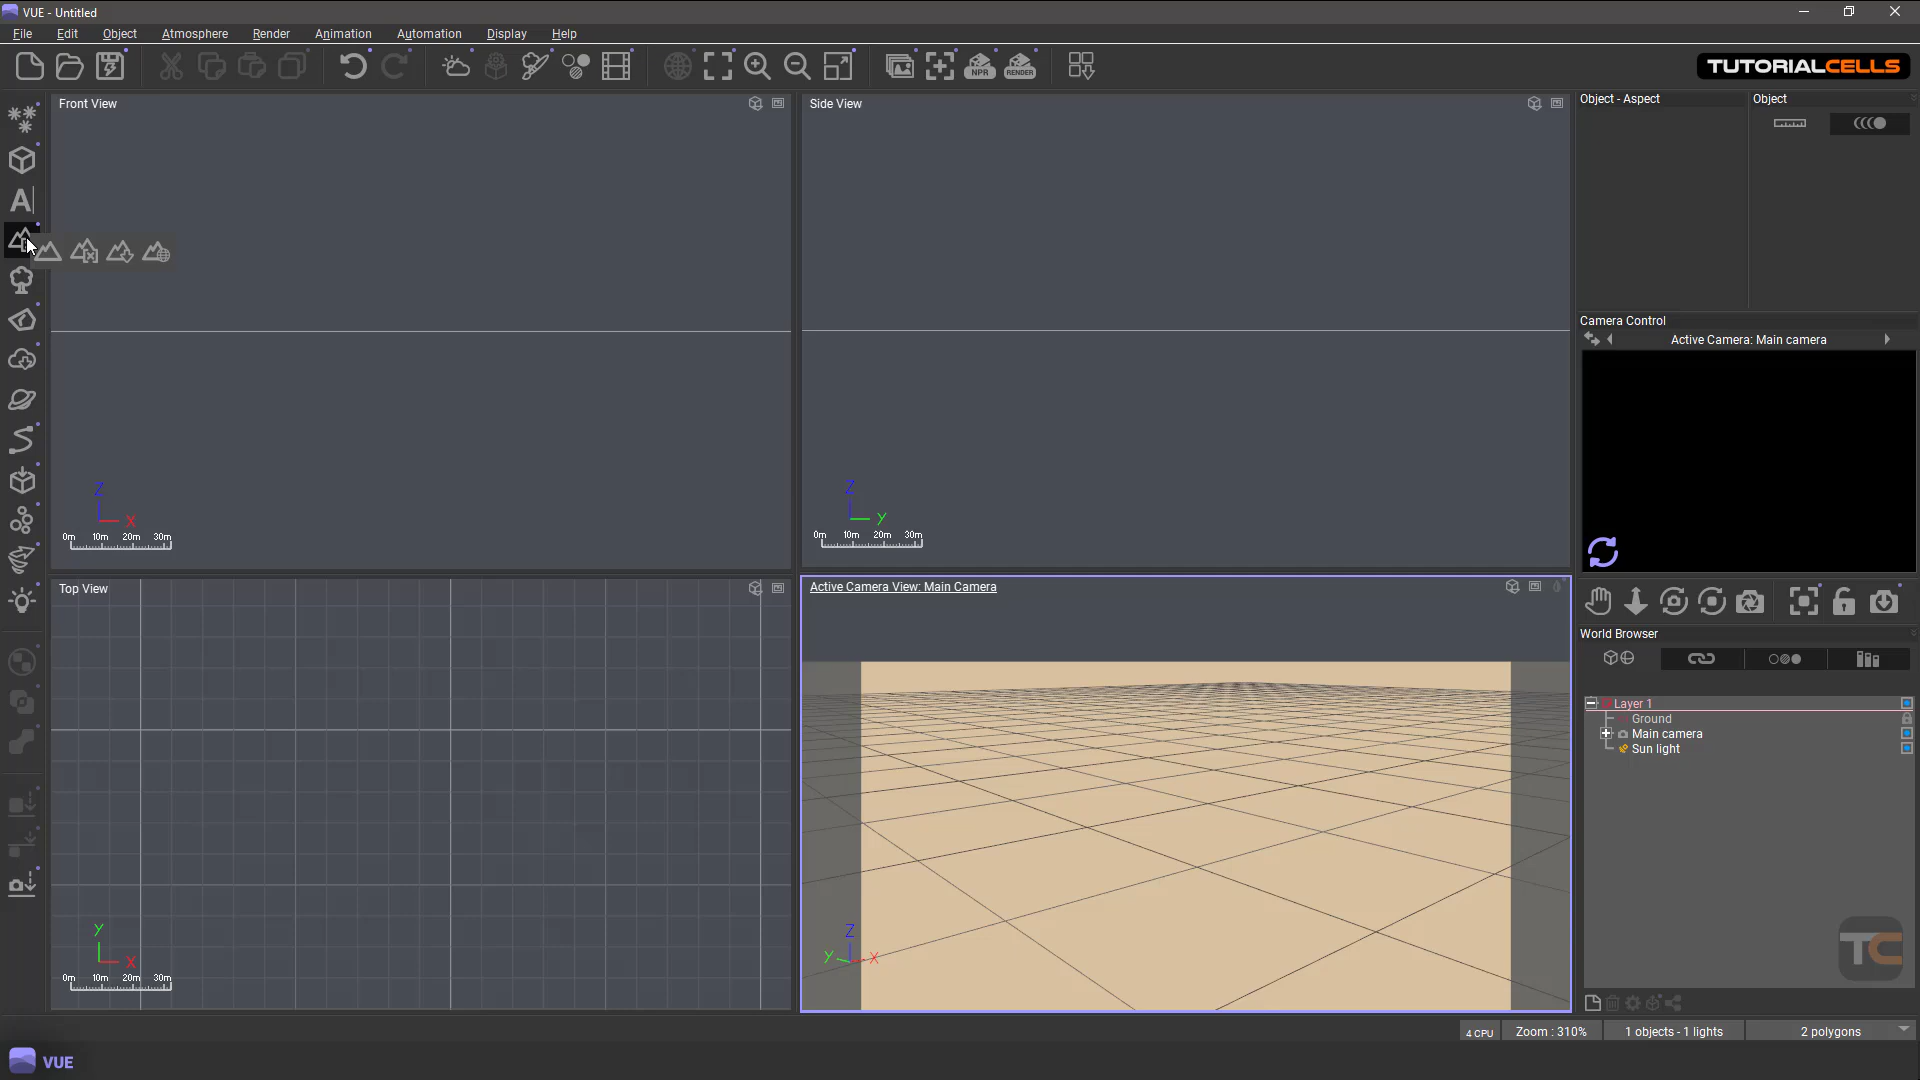 VUE - Untitled
File Edit Object Atmosphere Render Animation Automation Display Help
NPR RENDER
TUTORIALCELLS
Front View
Side View
Object - Aspect
Object
A
Z
X
0m 10m 20m 30m
Z
Y
0m 10m 20m 30m
Camera Control
Active Camera: Main camera
Top View
Active Camera View: Main Camera
World Browser
Layer 1
Ground
Main camera
Sun light
Y
X
0m 10m 20m 30m
Z
Y X
TC
4 CPU Zoom : 310% 1 objects - 1 lights 2 polygons
VUE